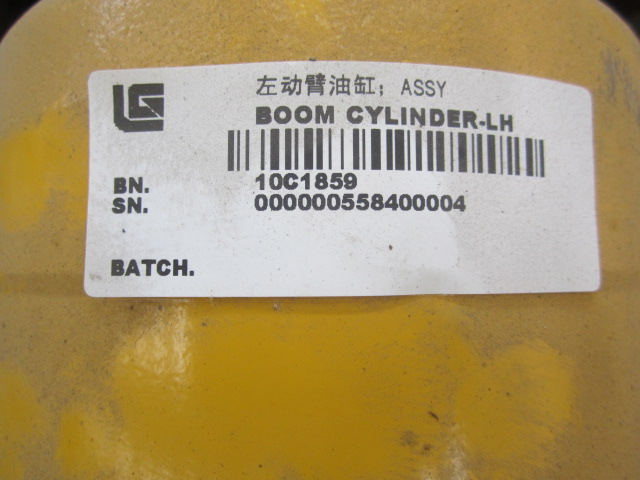 左动臂油缸；ASSY
BOOM CYLINDER-LH
BN. 10C1859
SN. 000000558400004
BATCH.